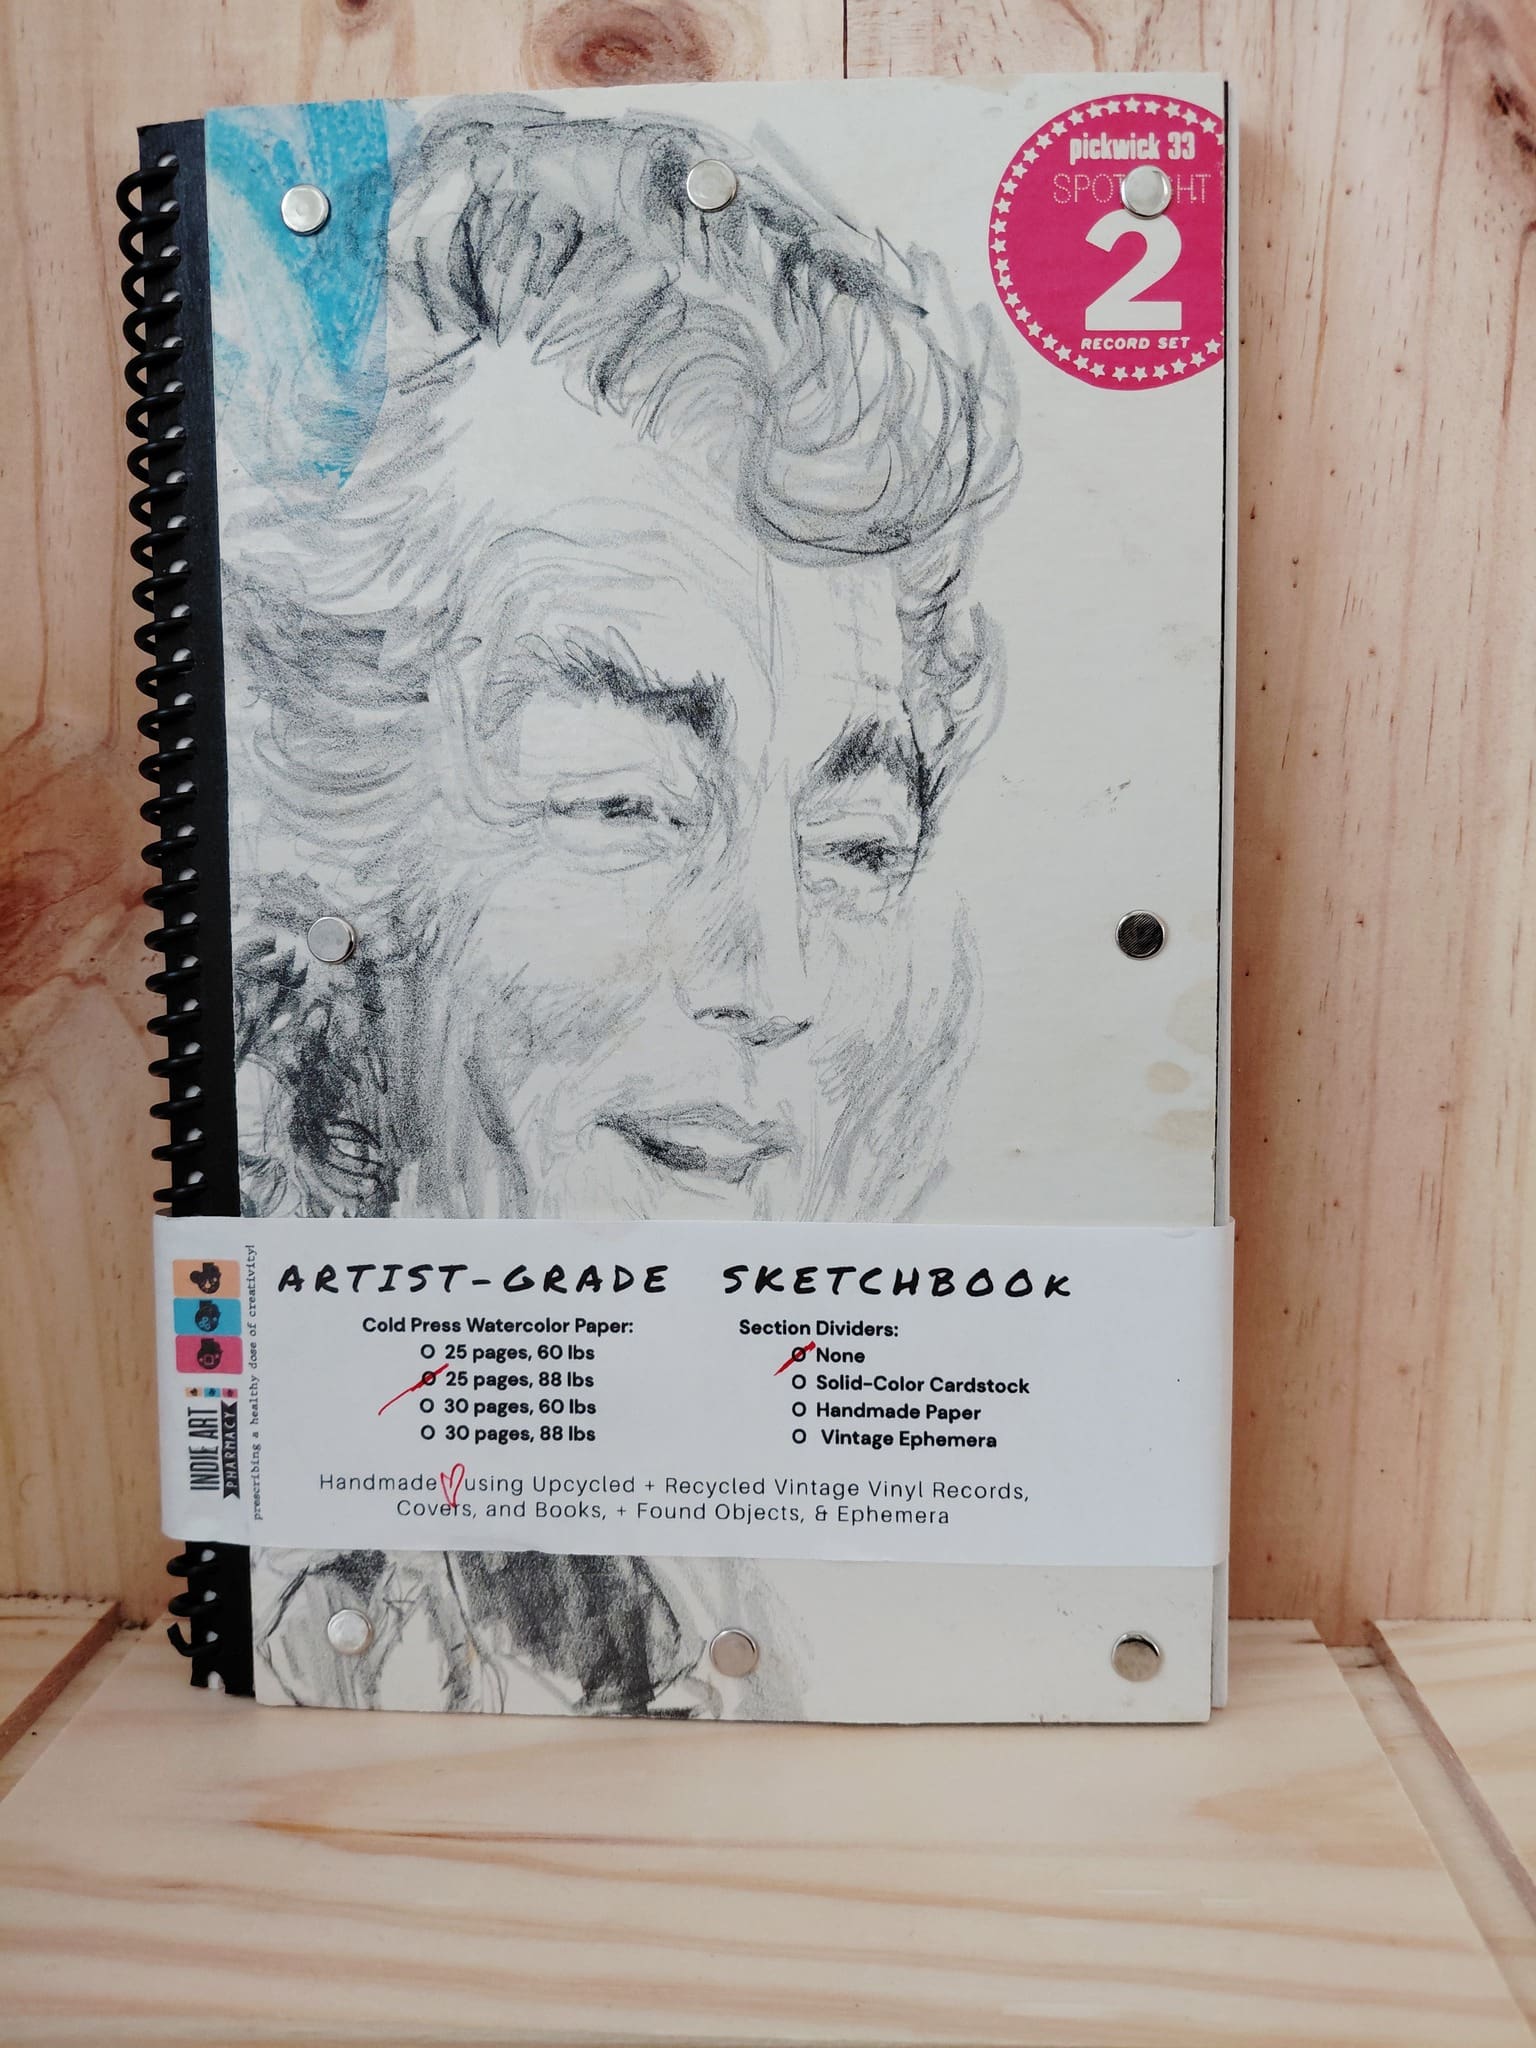 pickwick 33
2
RECORD SET
ARTIST-GRADE SKETCHBOOK
Cold Press Watercolor Paper:
O 25 pages, 60 lbs
O 25 pages, 88 lbs
O 30 pages, 60 lbs
O 30 pages, 88 lbs
Section Dividers:
O None
O Solid-Color Cardstock
O Handmade Paper
O Vintage Ephemera
Handmade using Upcycled + Recycled Vintage Vinyl Records,
Covers, and Books, + Found Objects, & Ephemera
INDIE ART
PHARMACY
prescribing a healthy dose of creativity!